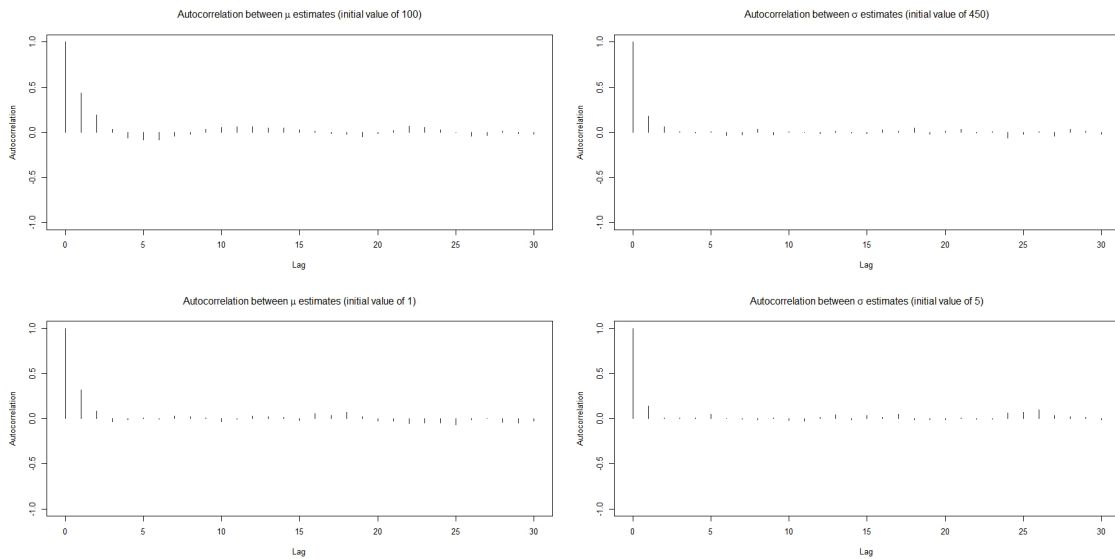 Autocorrelation between μ estimates (initial value of 100)
1.0
0.5
0.0
-0.5
-1.0
Autocorrelation
0 5 10 15 20 25 30
Lag
Autocorrelation between σ estimates (initial value of 450)
1.0
0.5
0.0
-0.5
-1.0
Autocorrelation
0 5 10 15 20 25 30
Lag
Autocorrelation between μ estimates (initial value of 1)
1.0
0.5
0.0
-0.5
-1.0
Autocorrelation
0 5 10 15 20 25 30
Lag
Autocorrelation between σ estimates (initial value of 5)
1.0
0.5
0.0
-0.5
-1.0
Autocorrelation
0 5 10 15 20 25 30
Lag